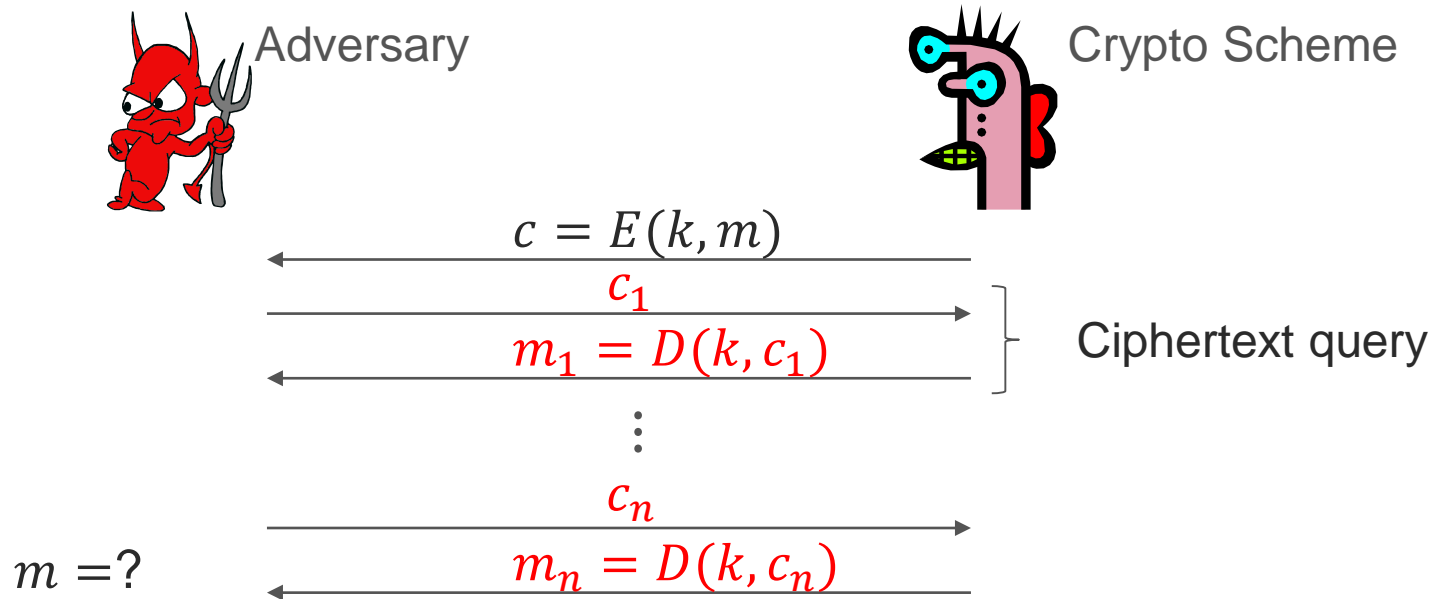 Adversary
Crypto Scheme
c = E(k, m)
c₁
m₁ = D(k, c₁)
Ciphertext query
⋮
cₙ
mₙ = D(k, cₙ)
m =?